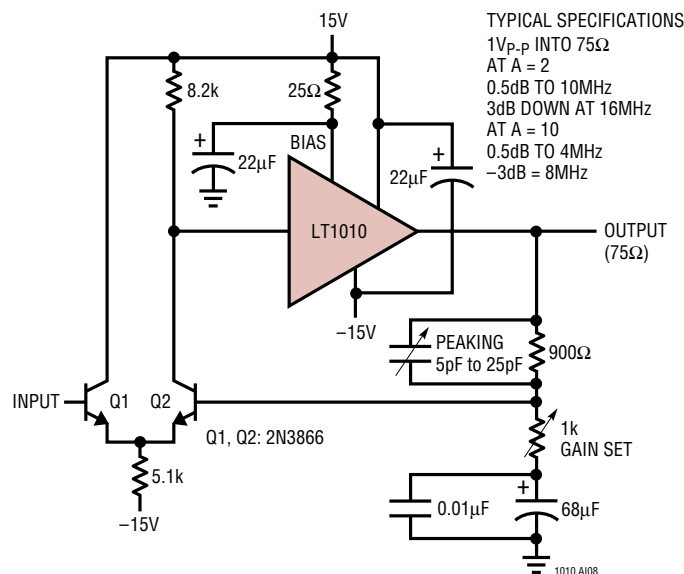 15V
TYPICAL SPECIFICATIONS
1VP-P INTO 75Ω
AT A = 2
0.5dB TO 10MHz
3dB DOWN AT 16MHz
AT A = 10
0.5dB TO 4MHz
–3dB = 8MHz
8.2k
25Ω
+
22µF
BIAS
+
22µF
LT1010
OUTPUT
(75Ω)
–15V
PEAKING
5pF to 25pF
900Ω
INPUT
Q1
Q2
Q1, Q2: 2N3866
1k
GAIN SET
5.1k
–15V
0.01µF
+
68µF
1010 AI08